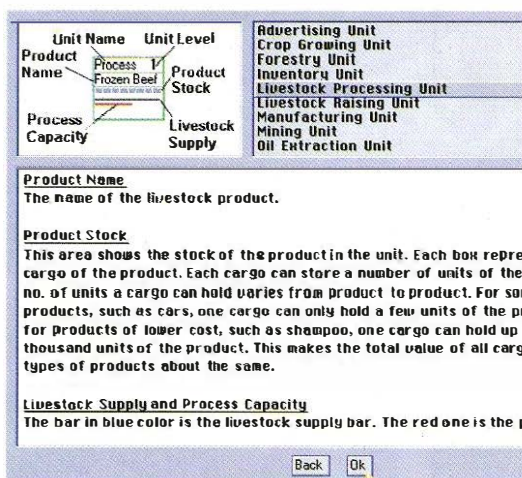 Unit Name Unit Level
Product Name
Process 1
Frozen Beef
Product Stock
Process Capacity
Livestock Supply
Advertising Unit
Crop Growing Unit
Forestry Unit
Inventory Unit
Livestock Processing Unit
Livestock Raising Unit
Manufacturing Unit
Mining Unit
Oil Extraction Unit
Product Name
The name of the livestock product.
Product Stock
This area shows the stock of the product in the unit. Each box repre
cargo of the product. Each cargo can store a number of units of the
no. of units a cargo can hold varies from product to product. For so
products, such as cars, one cargo can only hold a few units of the p
for products of lower cost, such as shampoo, one cargo can hold up
thousand units of the product. This makes the total value of all carg
types of products about the same.
Livestock Supply and Process Capacity
The bar in blue color is the livestock supply bar. The red one is the p
Back Ok